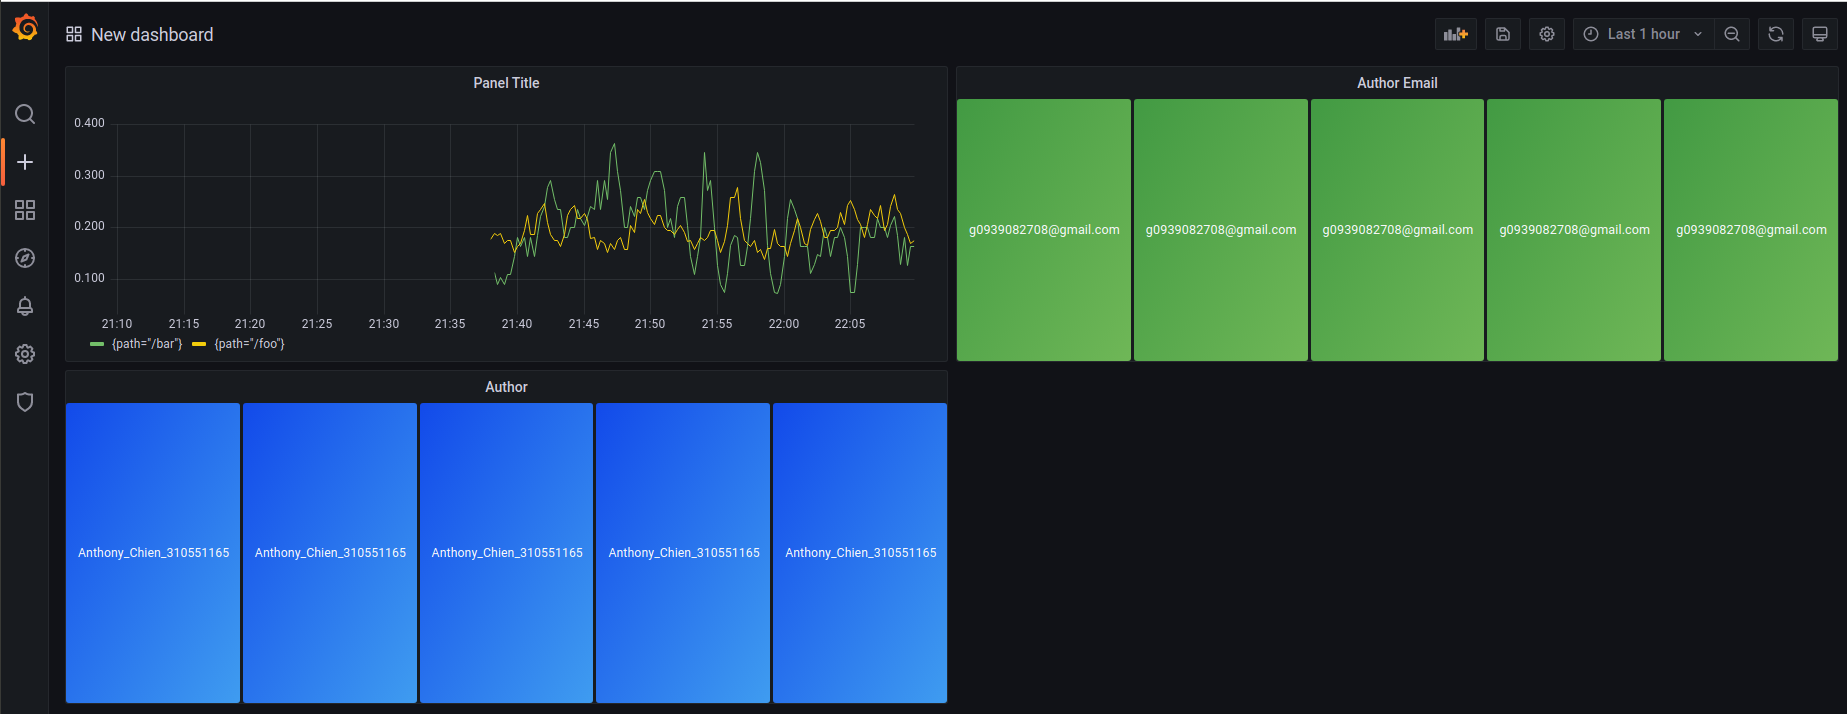 New dashboard
Last 1 hour
Panel Title
0.400
0.300
0.200
0.100
21:10 21:15 21:20 21:25 21:30 21:35 21:40 21:45 21:50 21:55 22:00 22:05
{path="/bar"} {path="/foo"}
Author Email
g0939082708@gmail.com g0939082708@gmail.com g0939082708@gmail.com g0939082708@gmail.com g0939082708@gmail.com
Author
Anthony_Chien_310551165 Anthony_Chien_310551165 Anthony_Chien_310551165 Anthony_Chien_310551165 Anthony_Chien_310551165